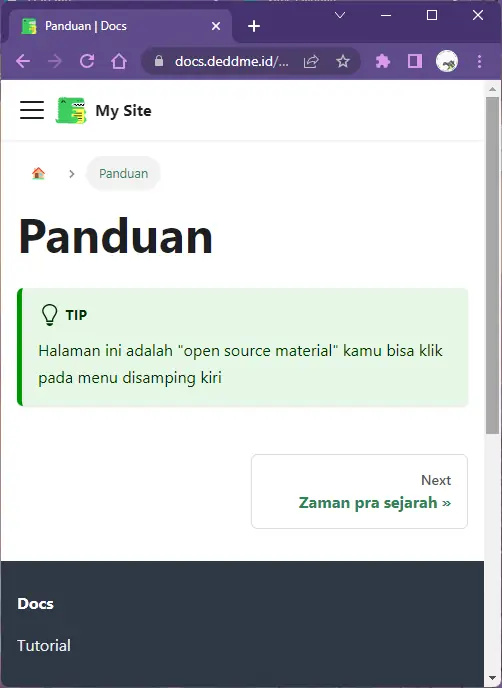 Panduan | Docs
docs.deddme.id/...
My Site
Panduan
Panduan
TIP
Halaman ini adalah "open source material" kamu bisa klik
pada menu disamping kiri
Next
Zaman pra sejarah »
Docs
Tutorial